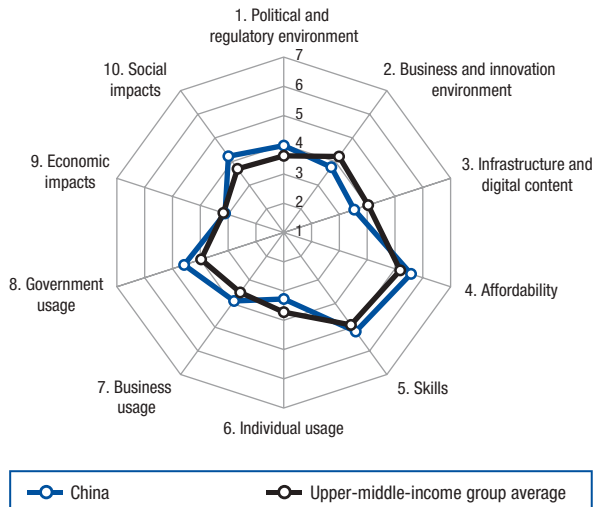 1. Political and
regulatory environment
7
10. Social
impacts
2. Business and innovation
environment
6
5
9. Economic
impacts
4
3. Infrastructure and
digital content
3
2
1
8. Government
usage
4. Affordability
7. Business
usage
5. Skills
6. Individual usage
China
Upper-middle-income group average